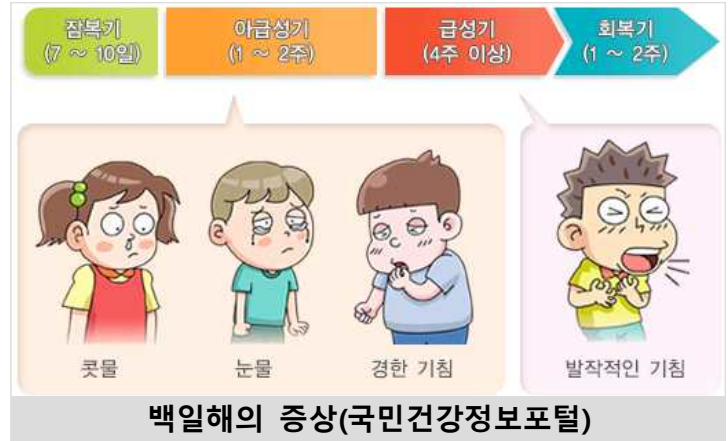 잠복기
(7 ~ 10일)
아급성기
(1 ~ 2주)
급성기
(4주 이상)
회복기
(1 ~ 2주)
콧물
눈물
경한 기침
발작적인 기침
백일해의 증상(국민건강정보포털)